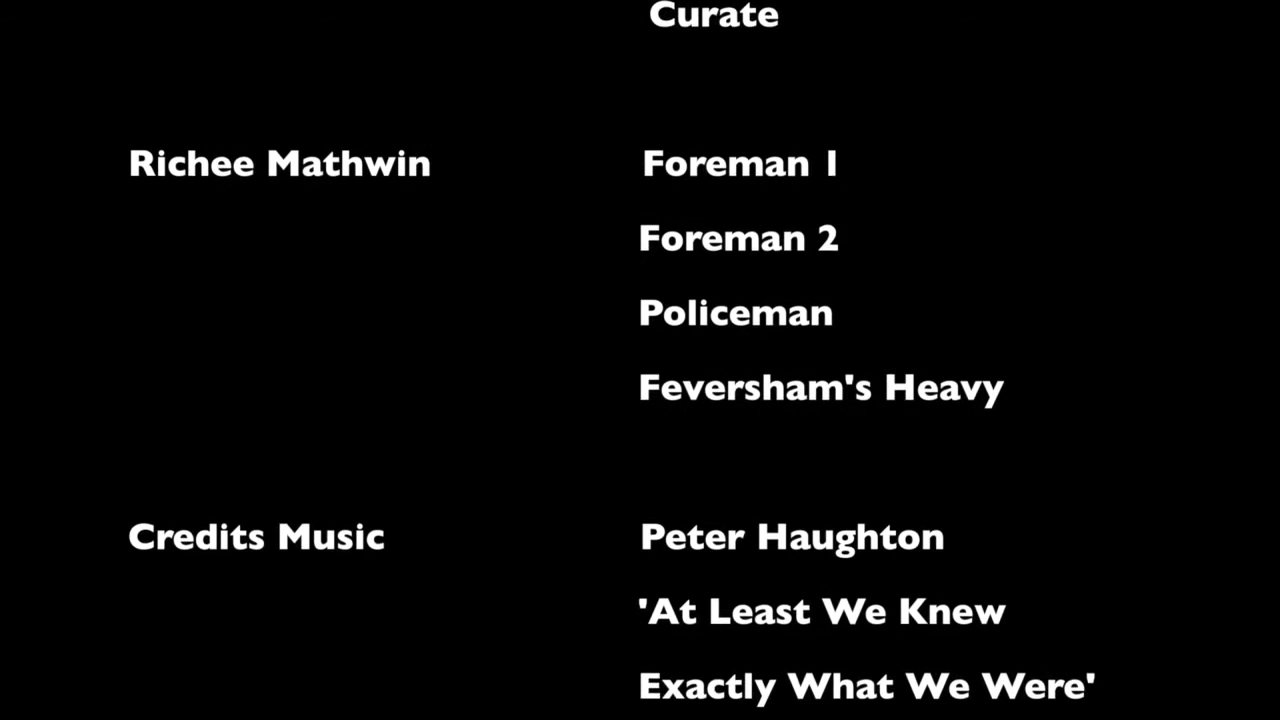 Curate
Richee Mathwin Foreman 1
Foreman 2
Policeman
Feversham's Heavy
Credits Music Peter Haughton
'At Least We Knew
Exactly What We Were'